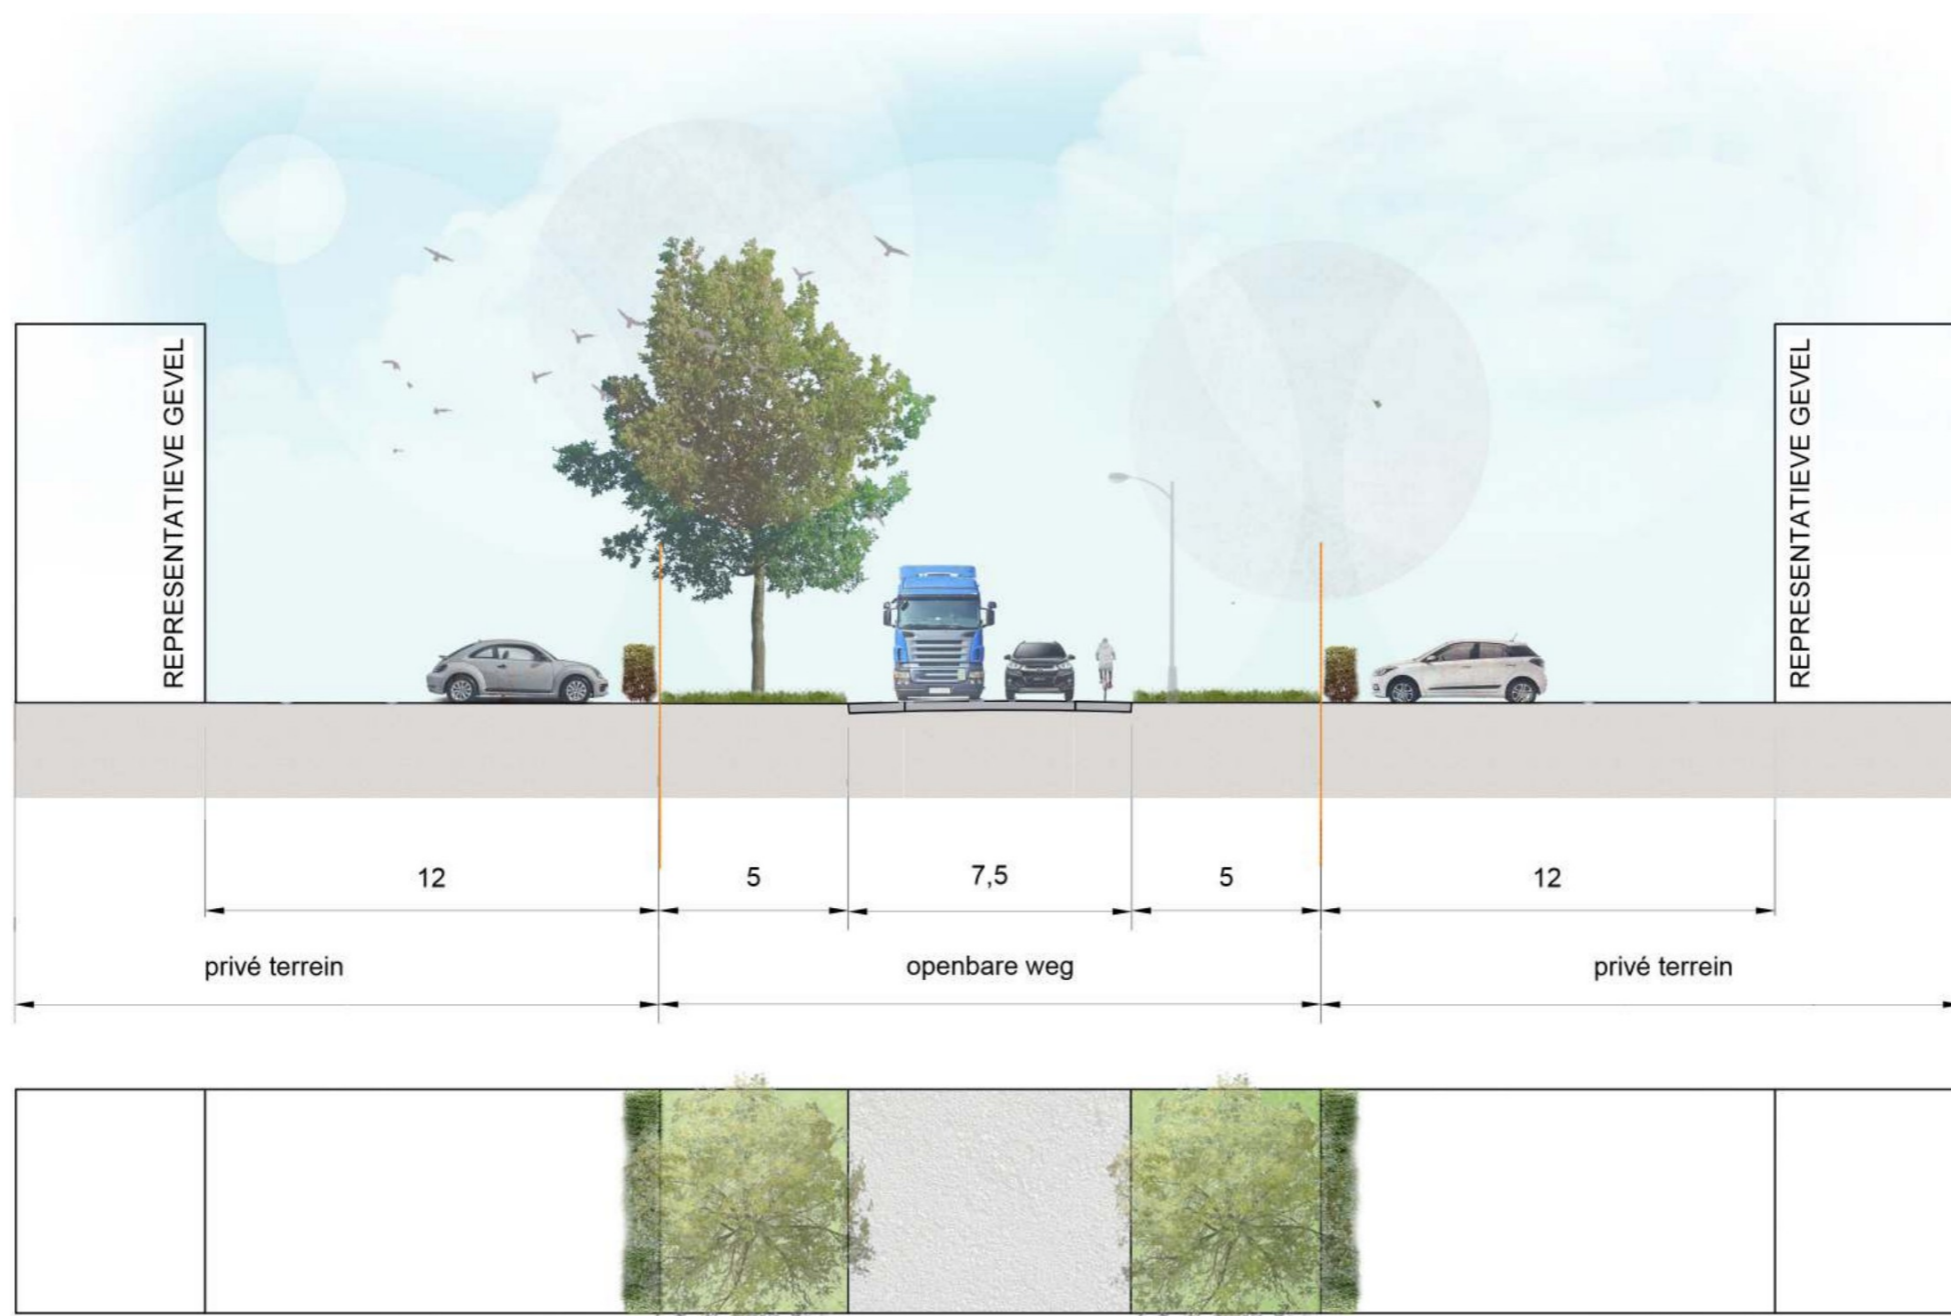 REPRESENTATIEVE GEVEL
REPRESENTATIEVE GEVEL
12
5
7,5
5
12
privé terrein
openbare weg
privé terrein